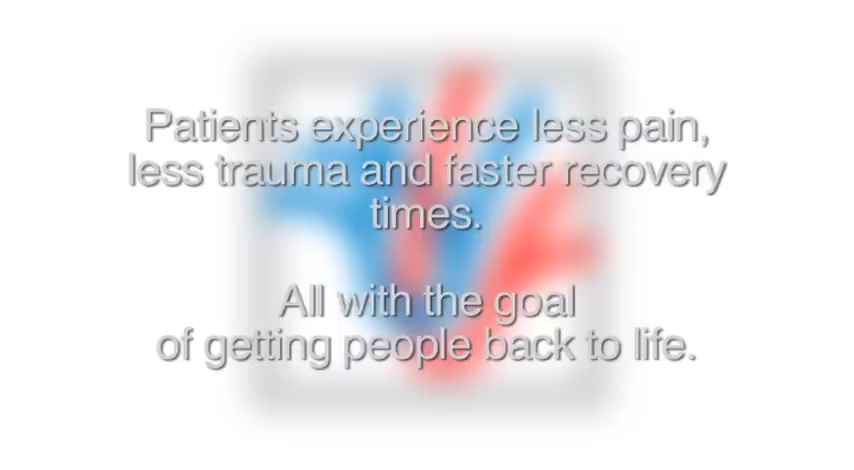 Patients experience less pain,
less trauma and faster recovery
times.
All with the goal
of getting people back to life.